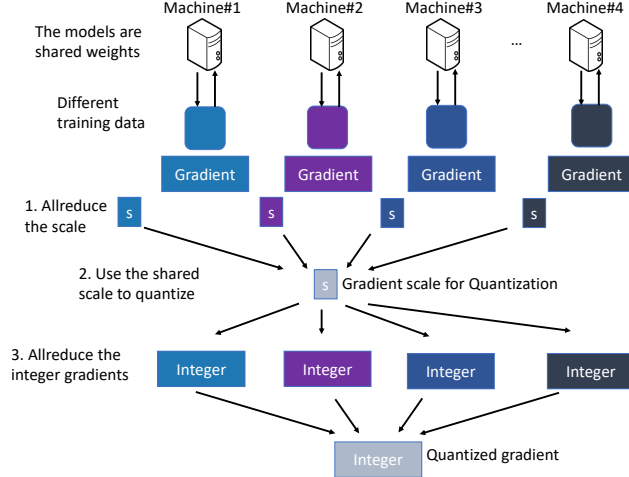 Machine#1 Machine#2 Machine#3 Machine#4
The models are
shared weights
...
Different
training data
Gradient Gradient Gradient Gradient
1. Allreduce
the scale
s s s s
2. Use the shared
scale to quantize
s Gradient scale for Quantization
3. Allreduce the
integer gradients
Integer Integer Integer Integer
Integer Quantized gradient